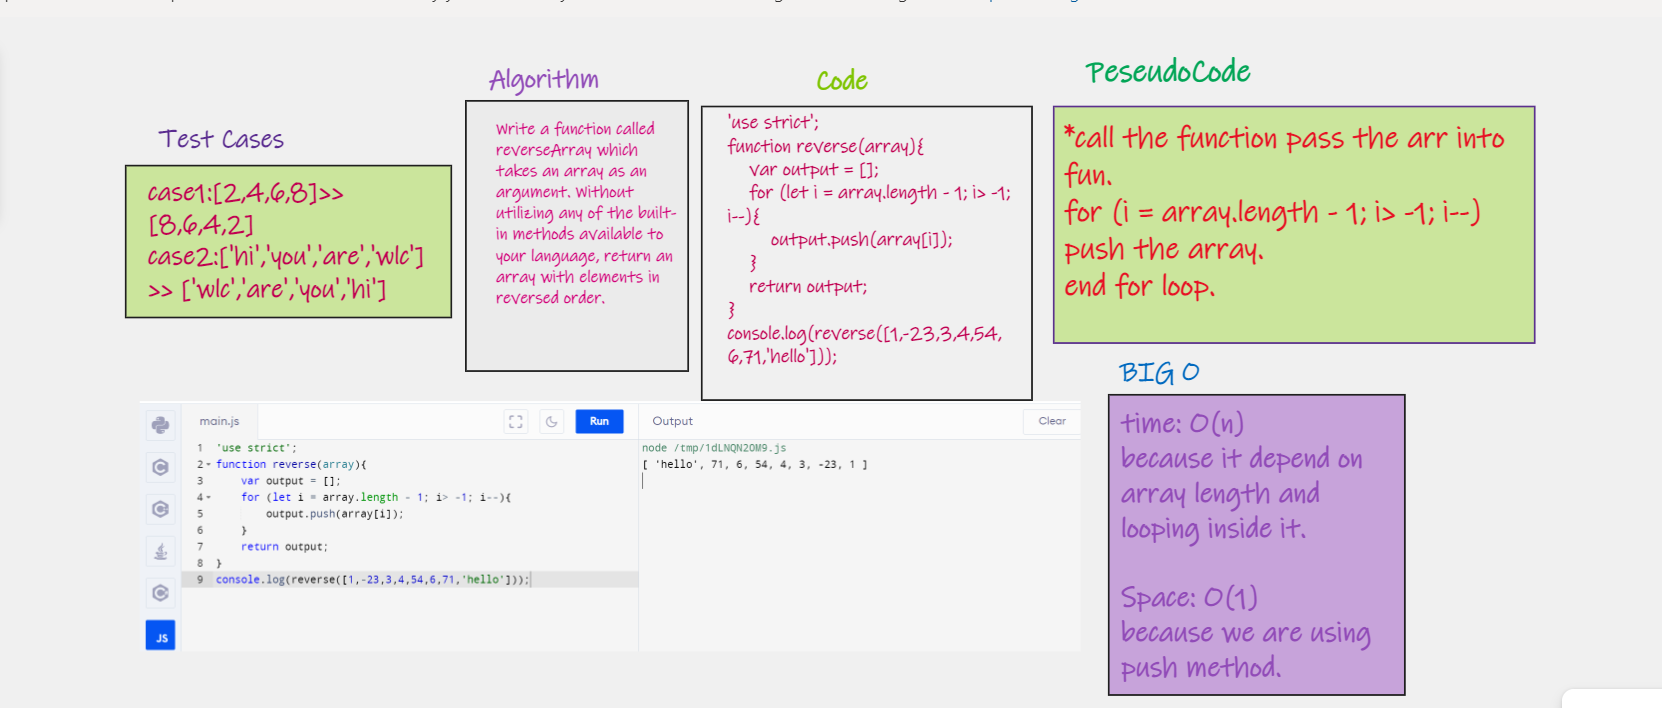 Test Cases
case1:[2,4,6,8]>>
[8,6,4,2]
case2:['hi','you','are','wlc']
>> ['wlc','are','you','hi']
Algorithm
Write a function called
reverseArray which
takes an array as an
argument. Without
utilizing any of the built-
in methods available to
your language, return an
array with elements in
reversed order.
Code
'use strict';
function reverse(array){
var output = [];
for (let i = array.length - 1; i> -1;
i--){
output.push(array[i]);
}
return output;
}
console.log(reverse([1,-23,3,4,54,
6,71,'hello']));
PeseudoCode
*call the function pass the arr into
fun.
for (i = array.length - 1; i> -1; i--)
push the array.
end for loop.
BIG O
time: O(n)
because it depend on
array length and
looping inside it.
Space: O(1)
because we are using
push method.
main.js
Run
1 'use strict';
2 function reverse(array){
3 var output = [];
4 for (let i = array.length - 1; i> -1; i--){
5 output.push(array[i]);
6 }
7 return output;
8 }
9 console.log(reverse([1,-23,3,4,54,6,71,'hello']));
JS
Output
Clear
node /tmp/1dLNQN2OM9.js
[ 'hello', 71, 6, 54, 4, 3, -23, 1 ]